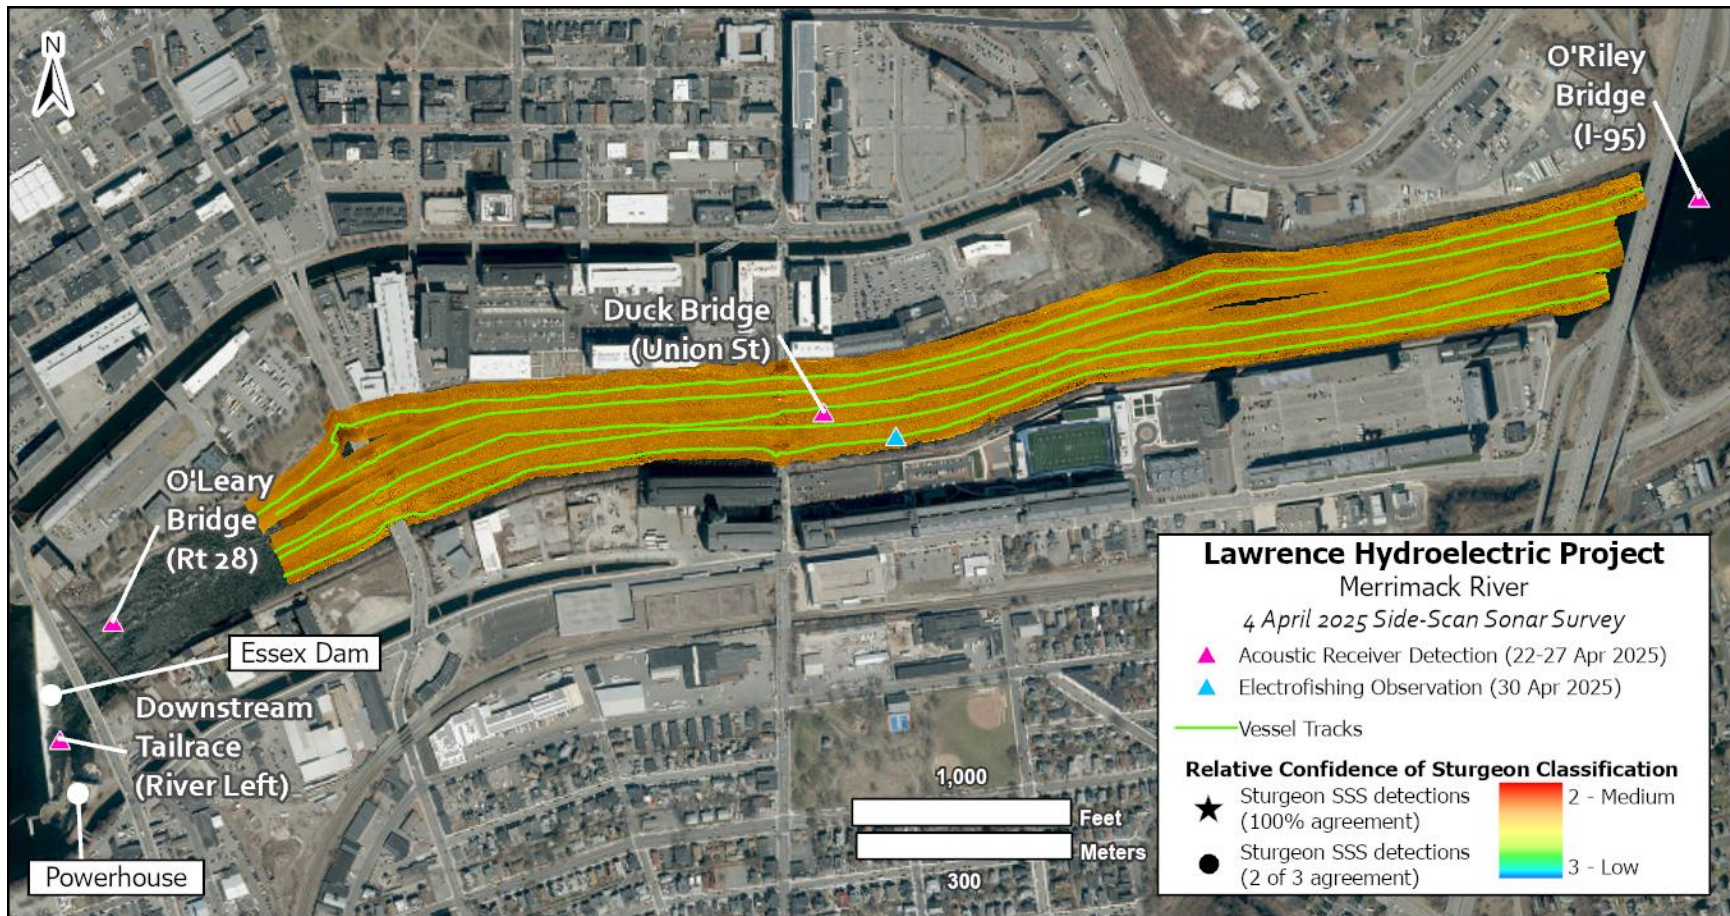 N
O'Riley
Bridge
(I-95)
Duck Bridge
(Union St)
O'Leary
Bridge
(Rt 28)
Essex Dam
Downstream
Tailrace
(River Left)
Powerhouse
1,000
Feet
Meters
300
Lawrence Hydroelectric Project
Merrimack River
4 April 2025 Side-Scan Sonar Survey
Acoustic Receiver Detection (22-27 Apr 2025)
Electrofishing Observation (30 Apr 2025)
Vessel Tracks
Relative Confidence of Sturgeon Classification
Sturgeon SSS detections
(100% agreement)
Sturgeon SSS detections
(2 of 3 agreement)
2 - Medium
3 - Low